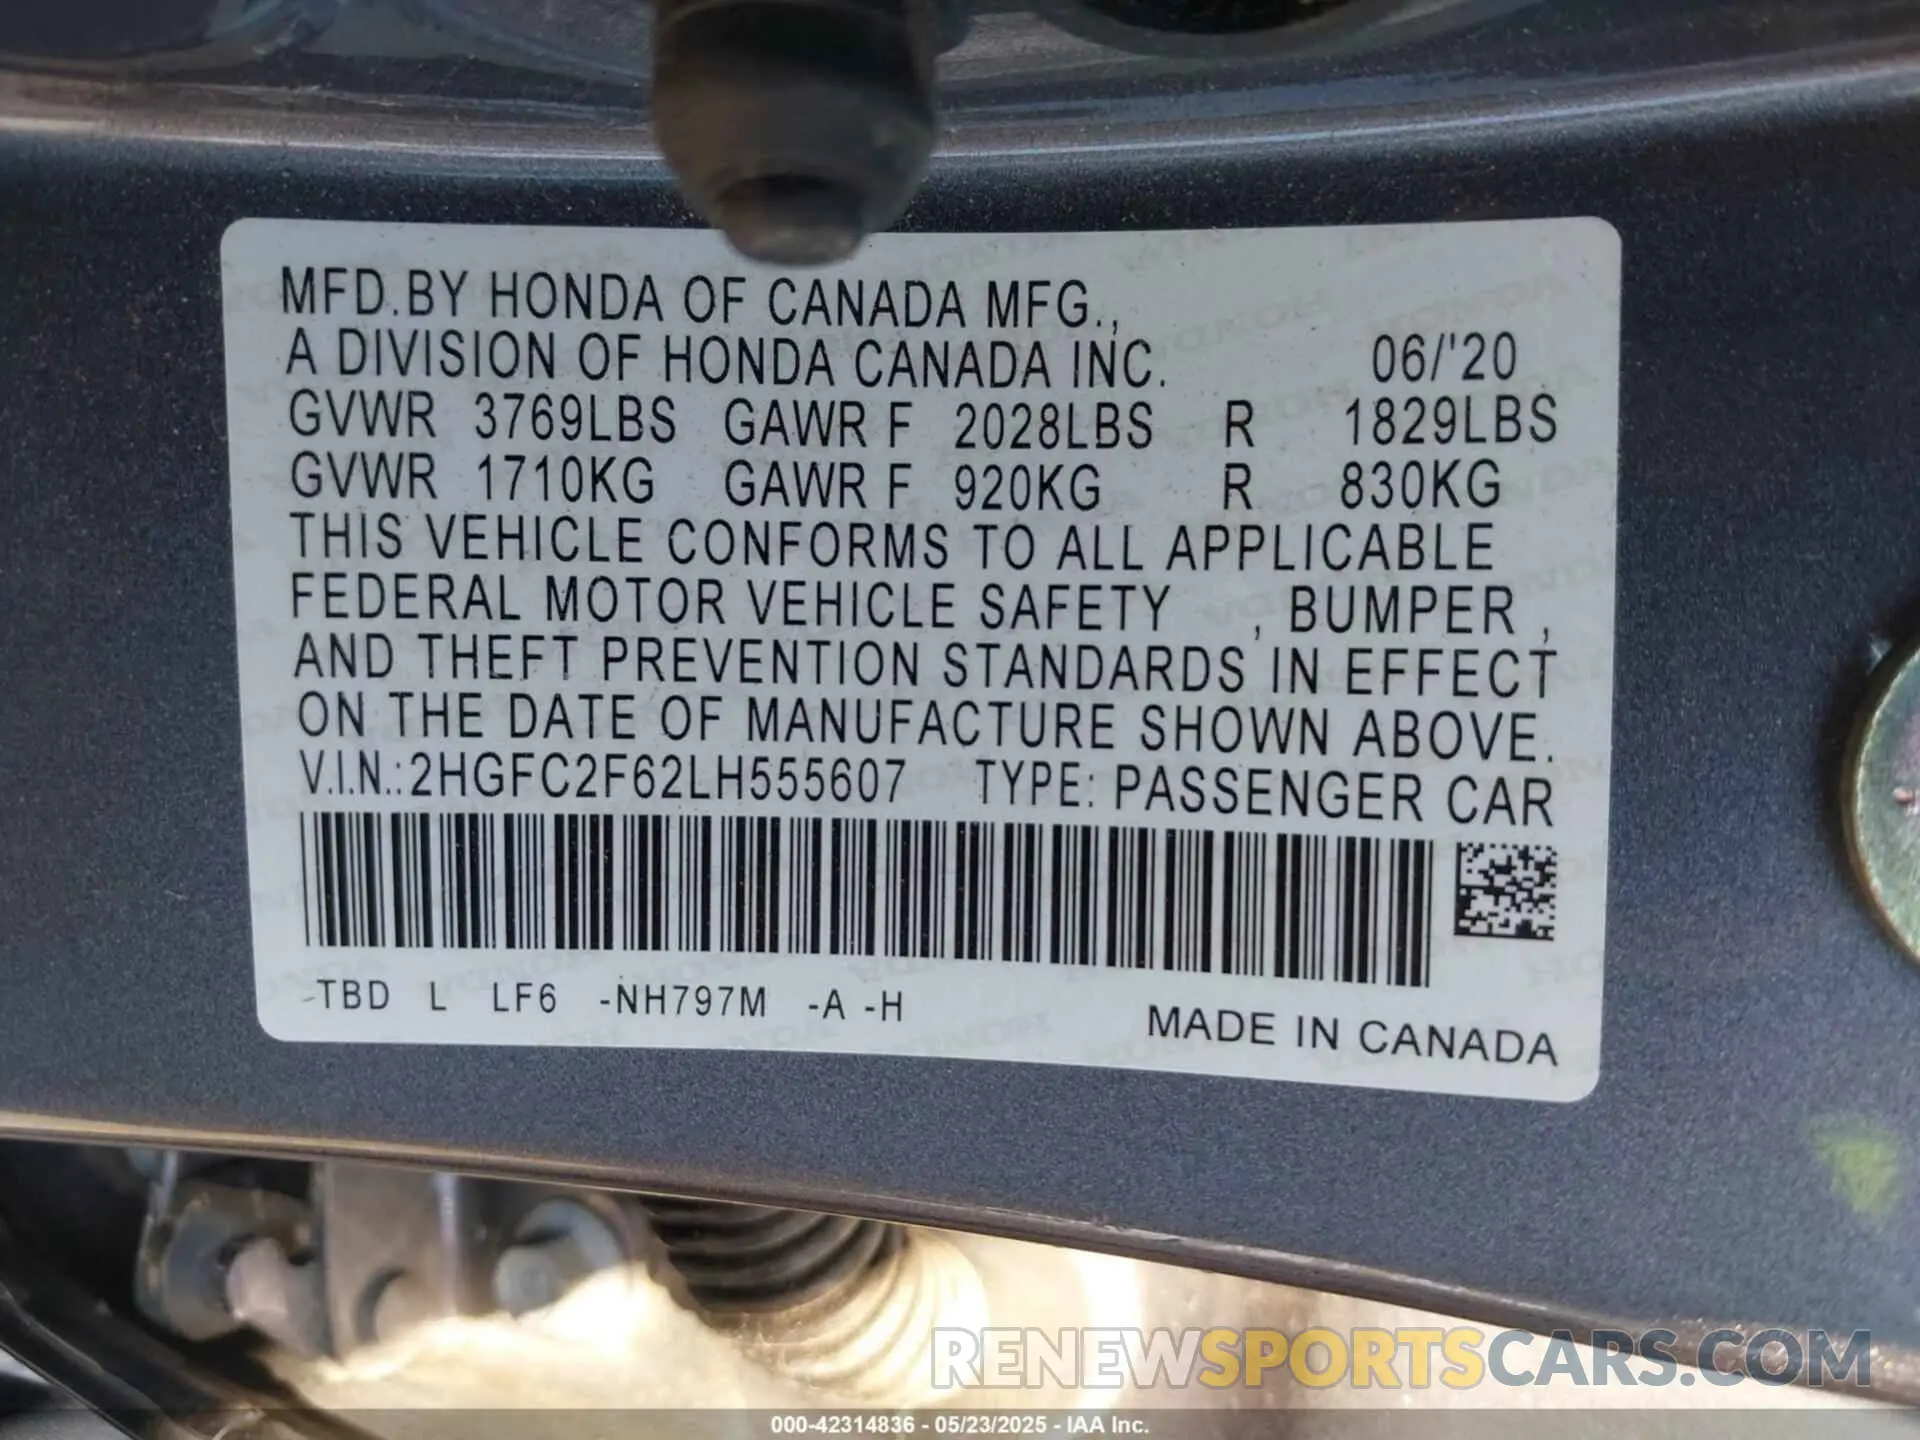 MFD.BY HONDA OF CANADA MFG.,
A DIVISION OF HONDA CANADA INC. 06/'20
GVWR 3769LBS GAWR F 2028LBS R 1829LBS
GVWR 1710KG GAWR F 920KG R 830KG
THIS VEHICLE CONFORMS TO ALL APPLICABLE
FEDERAL MOTOR VEHICLE SAFETY , BUMPER ,
AND THEFT PREVENTION STANDARDS IN EFFECT
ON THE DATE OF MANUFACTURE SHOWN ABOVE.
V.I.N.:2HGFC2F62LH555607 TYPE: PASSENGER CAR
-TBD L LF6 -NH797M -A -H
MADE IN CANADA
RENEWSPORTSCARS.COM
000-42314836 - 05/23/2025 - IAA Inc.